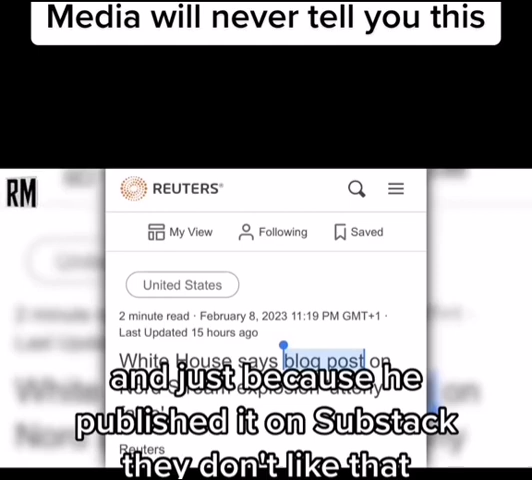 Media will never tell you this
RM
REUTERS®
My View
Following
Saved
United States
2 minute read · February 8, 2023 11:19 PM GMT+1 ·
Last Updated 15 hours ago
White House says blog post on
and just because he
published it on Substack
Reuters
they don't like that